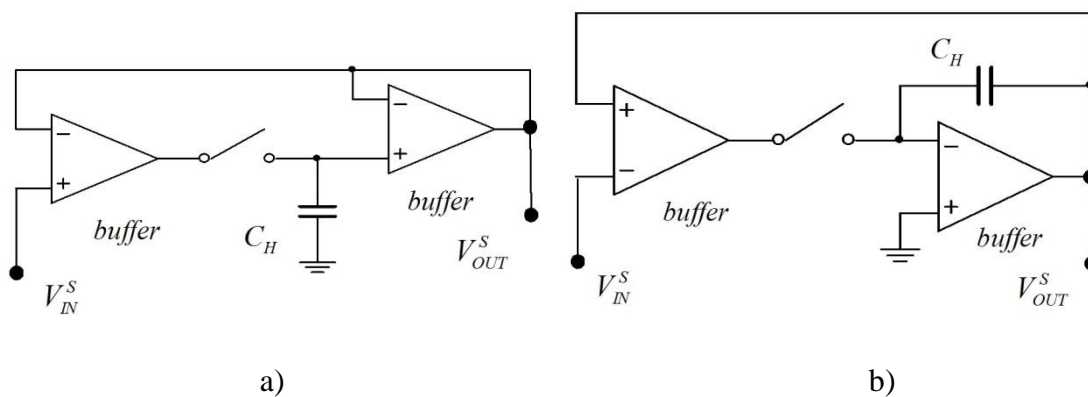 −
+
buffer
C_H
−
+
buffer
V_IN^S
V_OUT^S
a)
+
−
buffer
C_H
−
+
buffer
V_IN^S
V_OUT^S
b)